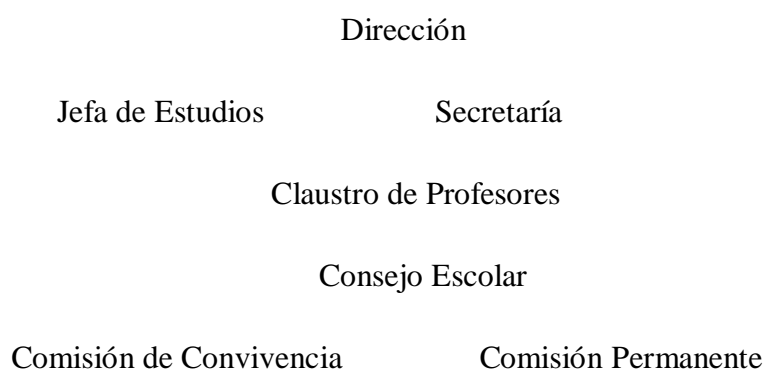 Dirección
Jefa de Estudios Secretaría
Claustro de Profesores
Consejo Escolar
Comisión de Convivencia Comisión Permanente